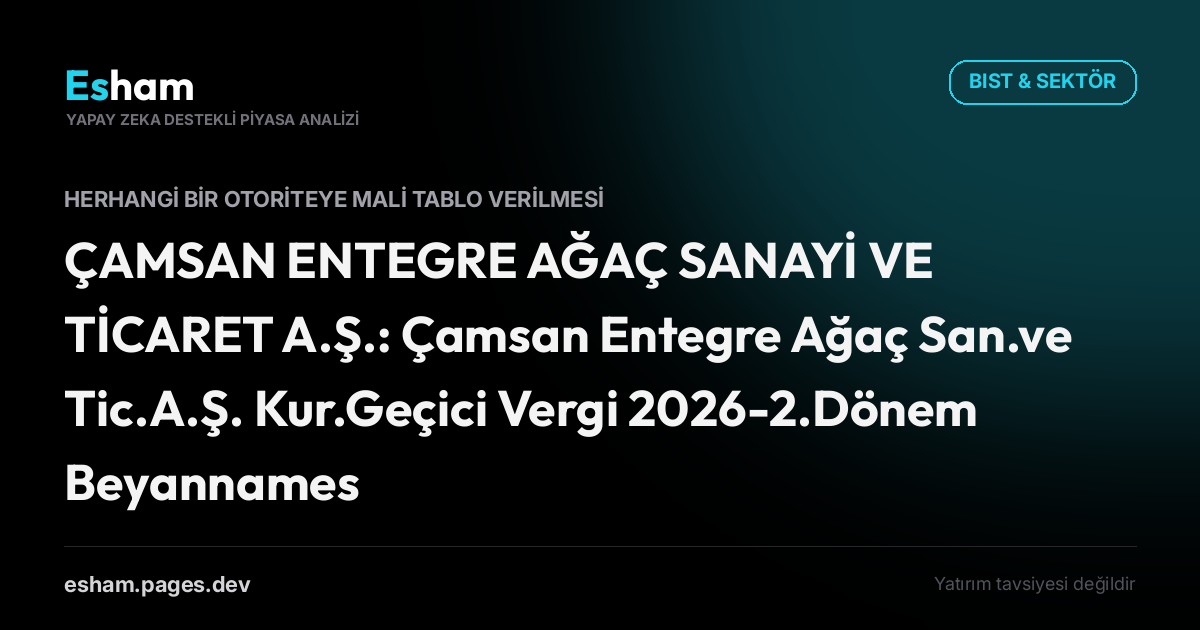 Esham
BIST & SEKTÖR
YAPAY ZEKA DESTEKLİ PİYASA ANALİZİ
HERHANGİ BİR OTORİTEYE MALİ TABLO VERİLMESİ
ÇAMSAN ENTEGRE AĞAÇ SANAYİ VE
TİCARET A.Ş.: Çamsan Entegre Ağaç San.ve
Tic.A.Ş. Kur.Geçici Vergi 2026-2.Dönem
Beyannames
esham.pages.dev
Yatırım tavsiyesi değildir